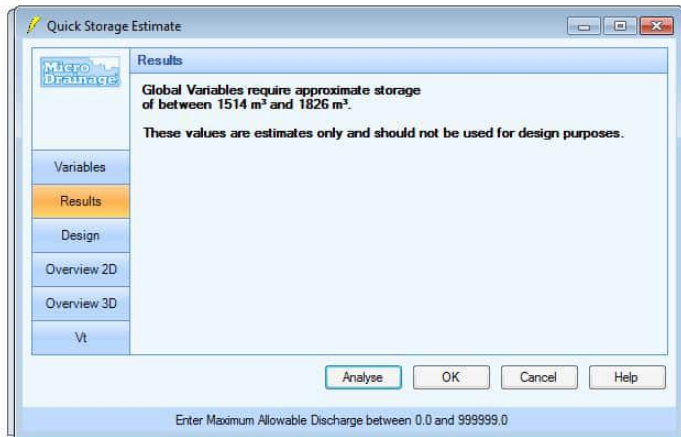 Quick Storage Estimate
Micro
Drainage
Results
Global Variables require approximate storage
of between 1514 m³ and 1826 m³.
These values are estimates only and should not be used for design purposes.
Variables
Results
Design
Overview 2D
Overview 3D
Vt
Analyse OK Cancel Help
Enter Maximum Allowable Discharge between 0.0 and 999999.0